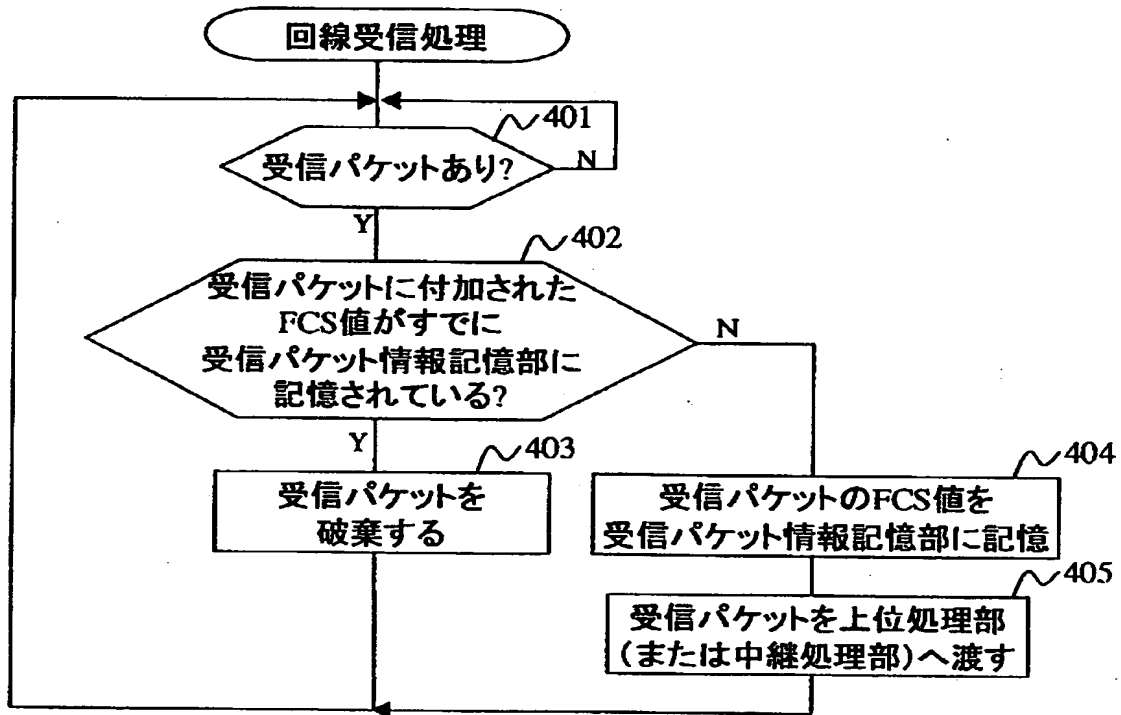 回線受信処理
401
受信パケットあり?
N
Y
402
受信パケットに付加された
FCS値がすでに
受信パケット情報記憶部に
記憶されている?
N
Y
403
受信パケットを
破棄する
404
受信パケットのFCS値を
受信パケット情報記憶部に記憶
405
受信パケットを上位処理部
(または中継処理部)へ渡す